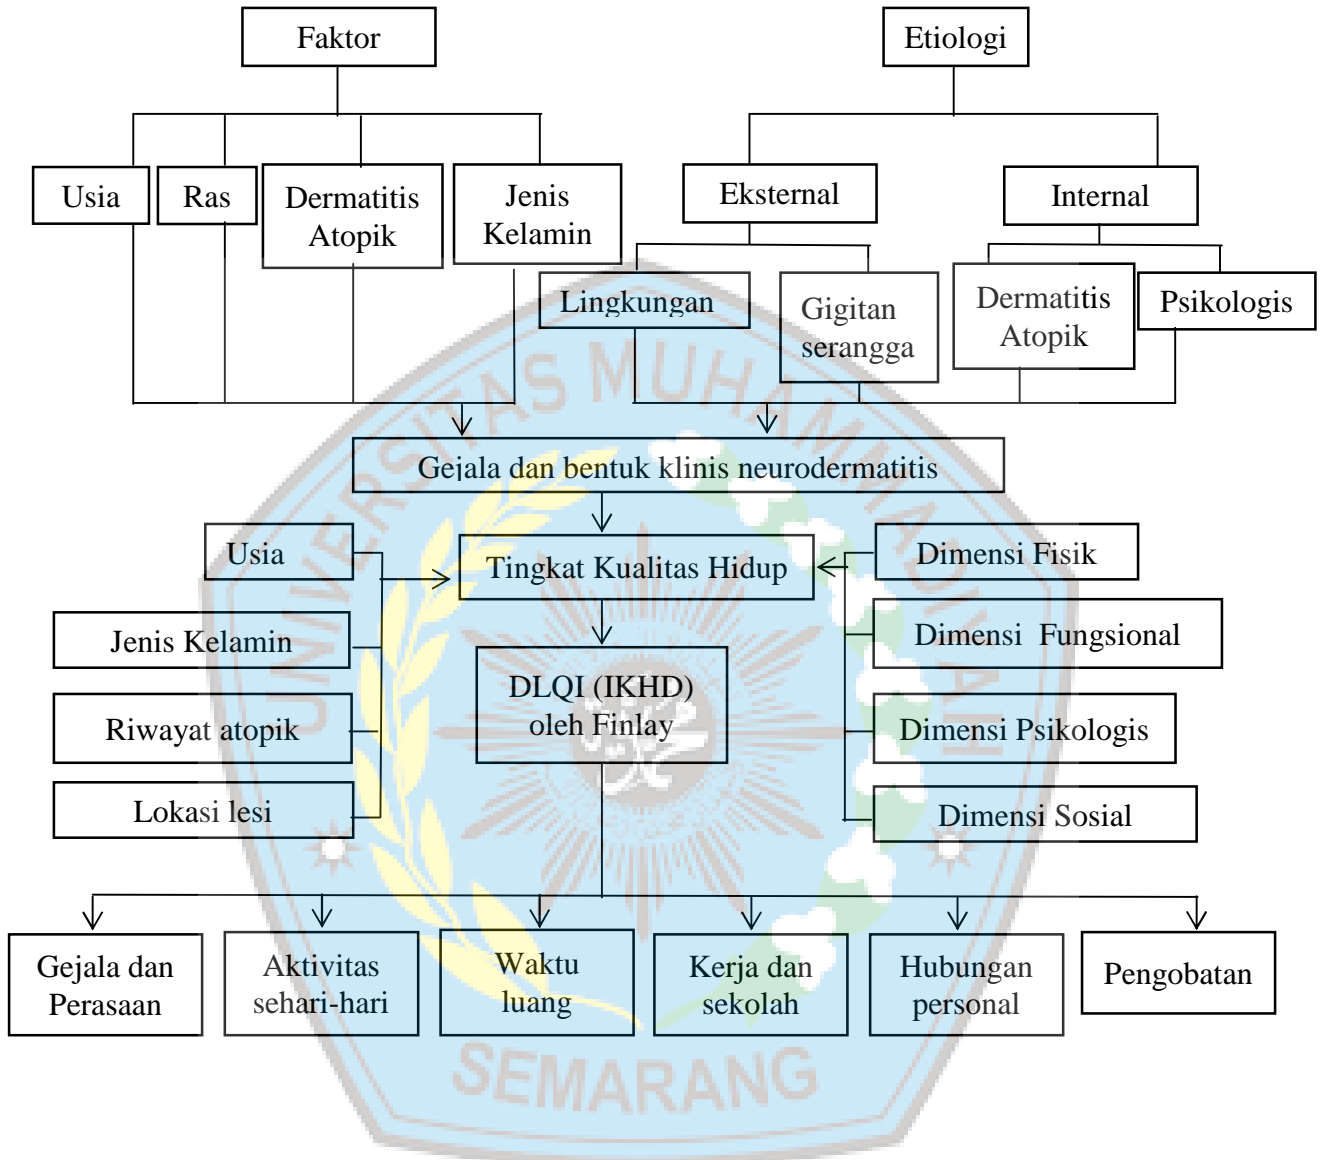 Faktor
Etiologi
Usia
Ras
Dermatitis
Atopik
Jenis
Kelamin
Eksternal
Internal
Lingkungan
Gigitan
serangga
Dermatitis
Atopik
Psikologis
Gejala dan bentuk klinis neurodermatitis
Usia
Tingkat Kualitas Hidup
Dimensi Fisik
Jenis Kelamin
Dimensi Fungsional
DLQI (IKHD)
oleh Finlay
Riwayat atopik
Dimensi Psikologis
Lokasi lesi
Dimensi Sosial
Gejala dan
Perasaan
Aktivitas
sehari-hari
Waktu
luang
Kerja dan
sekolah
Hubungan
personal
Pengobatan
UNIVERSITAS MUHAMMADIYAH
SEMARANG